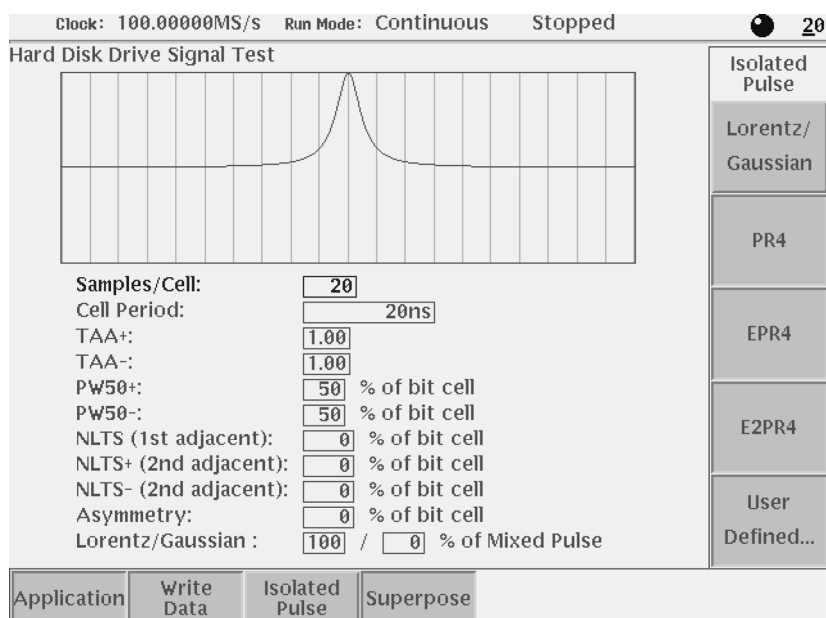 Clock: 100.00000MS/s Run Mode: Continuous Stopped 20
Hard Disk Drive Signal Test
Samples/Cell: 20
Cell Period: 20ns
TAA+: 1.00
TAA-: 1.00
PW50+: 50 % of bit cell
PW50-: 50 % of bit cell
NLTS (1st adjacent): 0 % of bit cell
NLTS+ (2nd adjacent): 0 % of bit cell
NLTS- (2nd adjacent): 0 % of bit cell
Asymmetry: 0 % of bit cell
Lorentz/Gaussian : 100 / 0 % of Mixed Pulse
Isolated
Pulse
Lorentz/
Gaussian
PR4
EPR4
E2PR4
User
Defined...
Application
Write
Data
Isolated
Pulse
Superpose